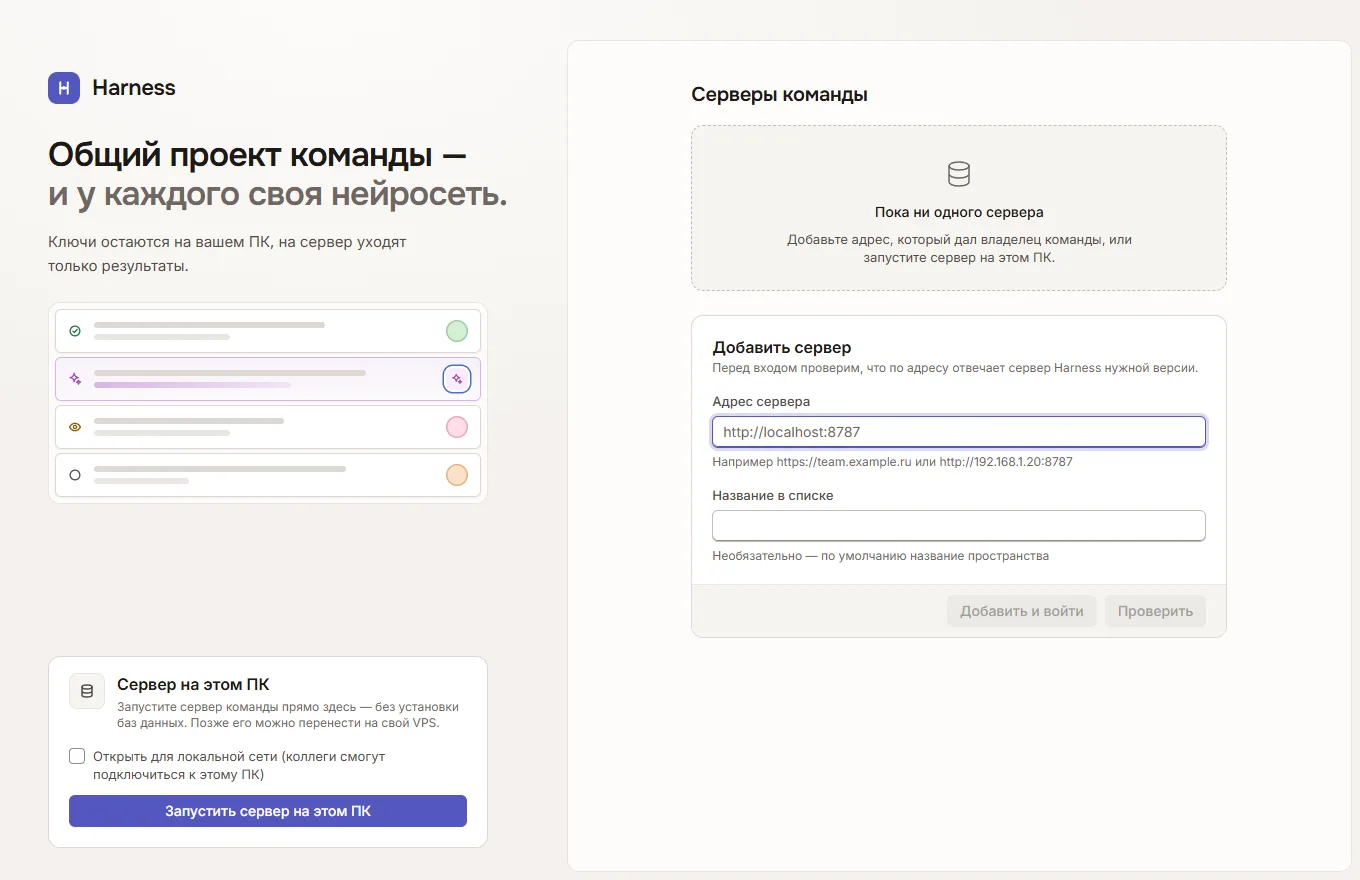 Harness
Общий проект команды —
и у каждого своя нейросеть.
Ключи остаются на вашем ПК, на сервер уходят
только результаты.
Сервер на этом ПК
Запустите сервер команды прямо здесь — без установки
баз данных. Позже его можно перенести на свой VPS.
Открыть для локальной сети (коллеги смогут
подключиться к этому ПК)
Запустить сервер на этом ПК
Серверы команды
Пока ни одного сервера
Добавьте адрес, который дал владелец команды, или
запустите сервер на этом ПК.
Добавить сервер
Перед входом проверим, что по адресу отвечает сервер Harness нужной версии.
Адрес сервера
http://localhost:8787
Например https://team.example.ru или http://192.168.1.20:8787
Название в списке
Необязательно — по умолчанию название пространства
Добавить и войти
Проверить